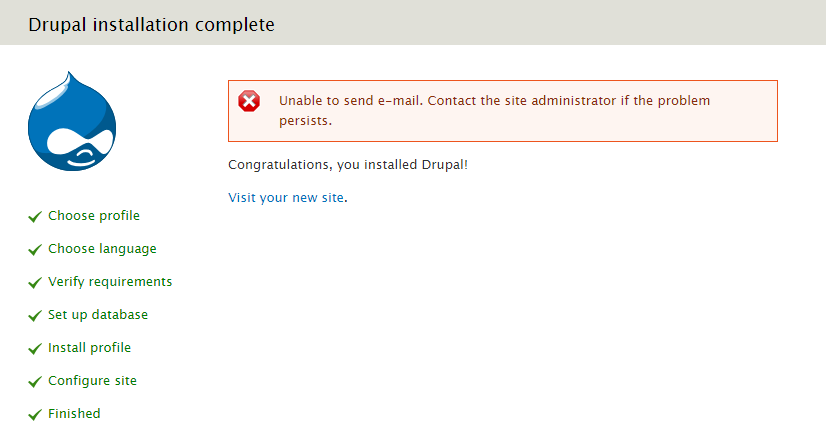 Drupal installation complete
Unable to send e-mail. Contact the site administrator if the problem
persists.
Congratulations, you installed Drupal!
Visit your new site.
Choose profile
Choose language
Verify requirements
Set up database
Install profile
Configure site
Finished